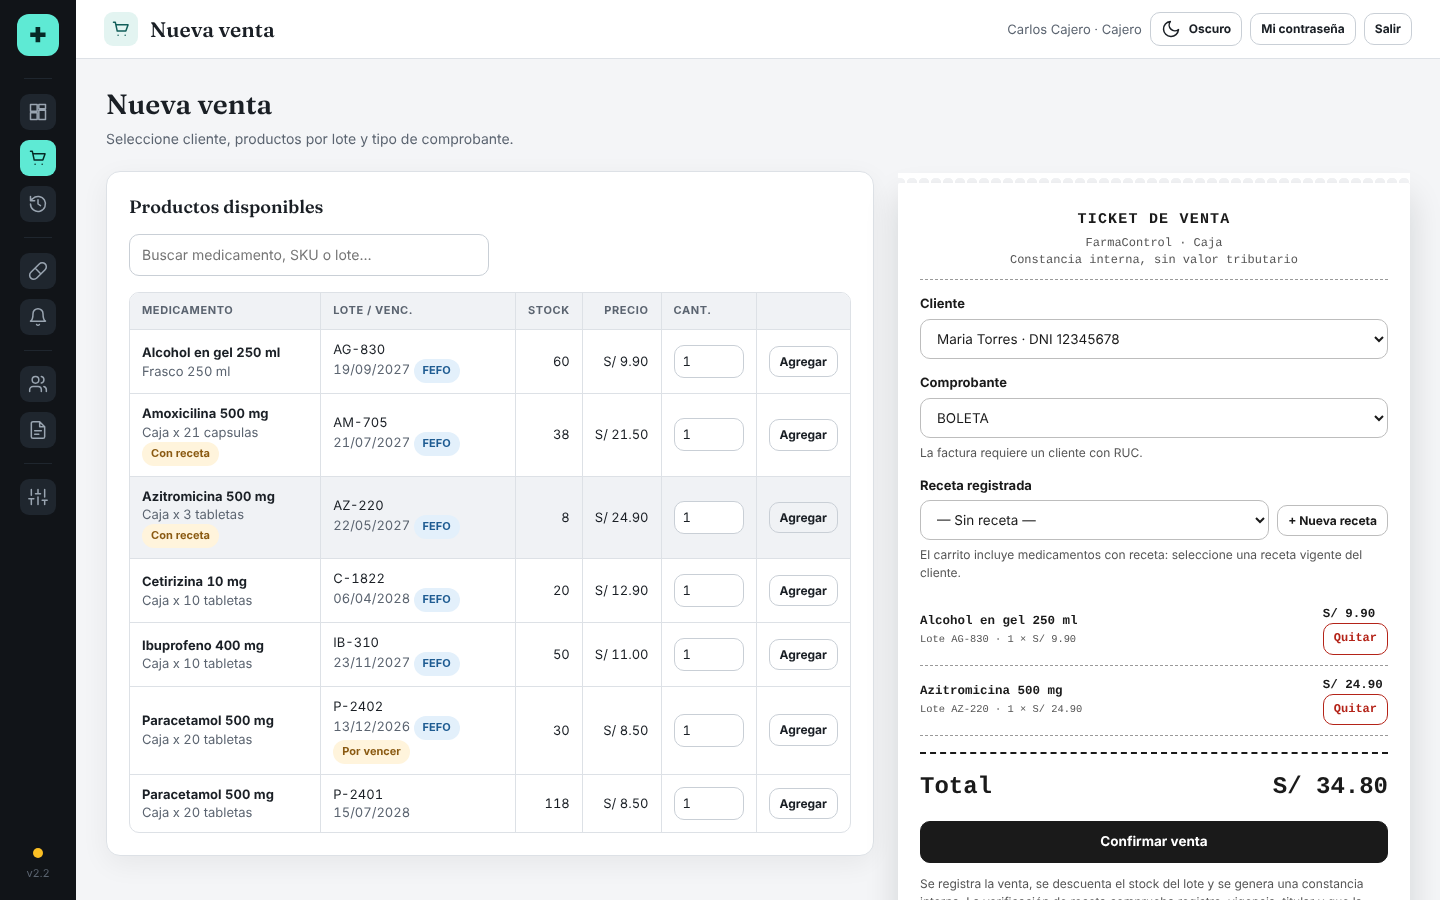 Nueva venta
Carlos Cajero · Cajero
Oscuro
Mi contraseña
Salir
Nueva venta
Seleccione cliente, productos por lote y tipo de comprobante.
Productos disponibles
Buscar medicamento, SKU o lote...
MEDICAMENTO LOTE / VENC. STOCK PRECIO CANT.
Alcohol en gel 250 ml
Frasco 250 ml
AG-830
19/09/2027 FEFO
60 S/ 9.90 1 Agregar
Amoxicilina 500 mg
Caja x 21 capsulas
Con receta
AM-705
21/07/2027 FEFO
38 S/ 21.50 1 Agregar
Azitromicina 500 mg
Caja x 3 tabletas
Con receta
AZ-220
22/05/2027 FEFO
8 S/ 24.90 1 Agregar
Cetirizina 10 mg
Caja x 10 tabletas
C-1822
06/04/2028 FEFO
20 S/ 12.90 1 Agregar
Ibuprofeno 400 mg
Caja x 10 tabletas
IB-310
23/11/2027 FEFO
50 S/ 11.00 1 Agregar
Paracetamol 500 mg
Caja x 20 tabletas
P-2402
13/12/2026 FEFO
Por vencer
30 S/ 8.50 1 Agregar
Paracetamol 500 mg
Caja x 20 tabletas
P-2401
15/07/2028
118 S/ 8.50 1 Agregar
TICKET DE VENTA
FarmaControl · Caja
Constancia interna, sin valor tributario
Cliente
Maria Torres · DNI 12345678
Comprobante
BOLETA
La factura requiere un cliente con RUC.
Receta registrada
— Sin receta —
+ Nueva receta
El carrito incluye medicamentos con receta: seleccione una receta vigente del
cliente.
Alcohol en gel 250 ml
Lote AG-830 · 1 × S/ 9.90
S/ 9.90
Quitar
Azitromicina 500 mg
Lote AZ-220 · 1 × S/ 24.90
S/ 24.90
Quitar
Total S/ 34.80
Confirmar venta
Se registra la venta, se descuenta el stock del lote y se genera una constancia
v2.2